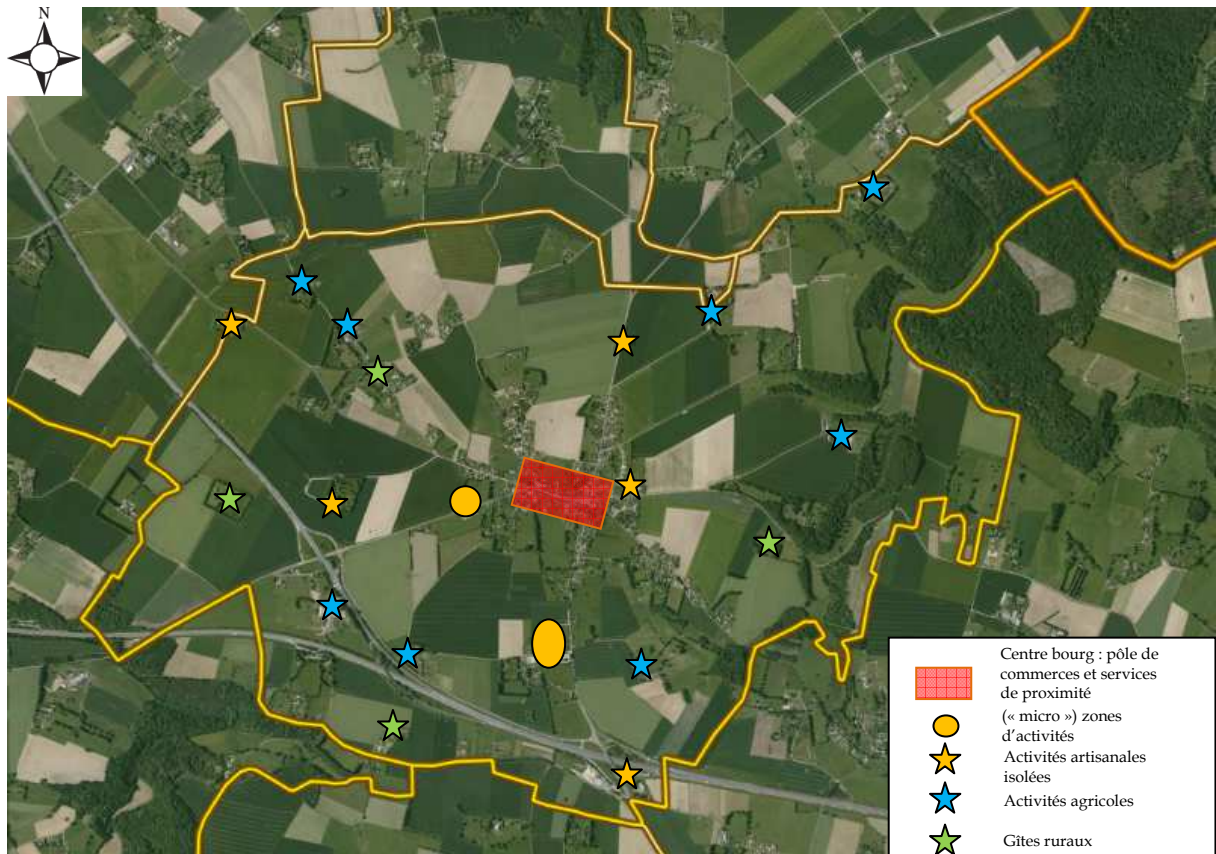 N
Centre bourg : pôle de
commerces et services
de proximité
(« micro ») zones
d’activités
Activités artisanales
isolées
Activités agricoles
Gîtes ruraux